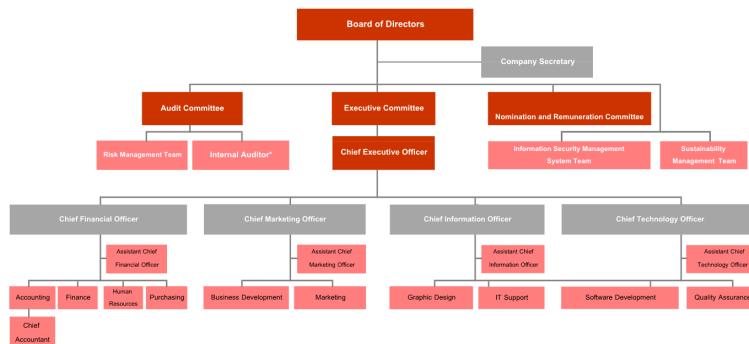 Board of Directors
Company Secretary
Audit Committee
Executive Committee
Nomination and Remuneration Committee
Risk Management Team
Internal Auditor*
Chief Executive Officer
Information Security Management
System Team
Sustainability
Management Team
Chief Financial Officer
Chief Marketing Officer
Chief Information Officer
Chief Technology Officer
Assistant Chief
Financial Officer
Assistant Chief
Marketing Officer
Assistant Chief
Information Officer
Assistant Chief
Technology Officer
Accounting
Finance
Human
Resources
Purchasing
Business Development
Marketing
Graphic Design
IT Support
Software Development
Quality Assurance
Chief
Accountant